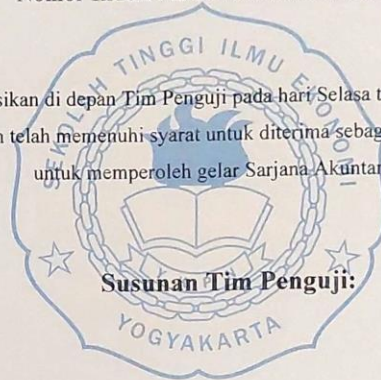 SEKOLAH TINGGI ILMU EKONOMI
sikan di depan Tim Penguji pada hari Selasa t
telah memenuhi syarat untuk diterima sebag
untuk memperoleh gelar Sarjana Akuntan
Susunan Tim Penguji:
YOGYAKARTA